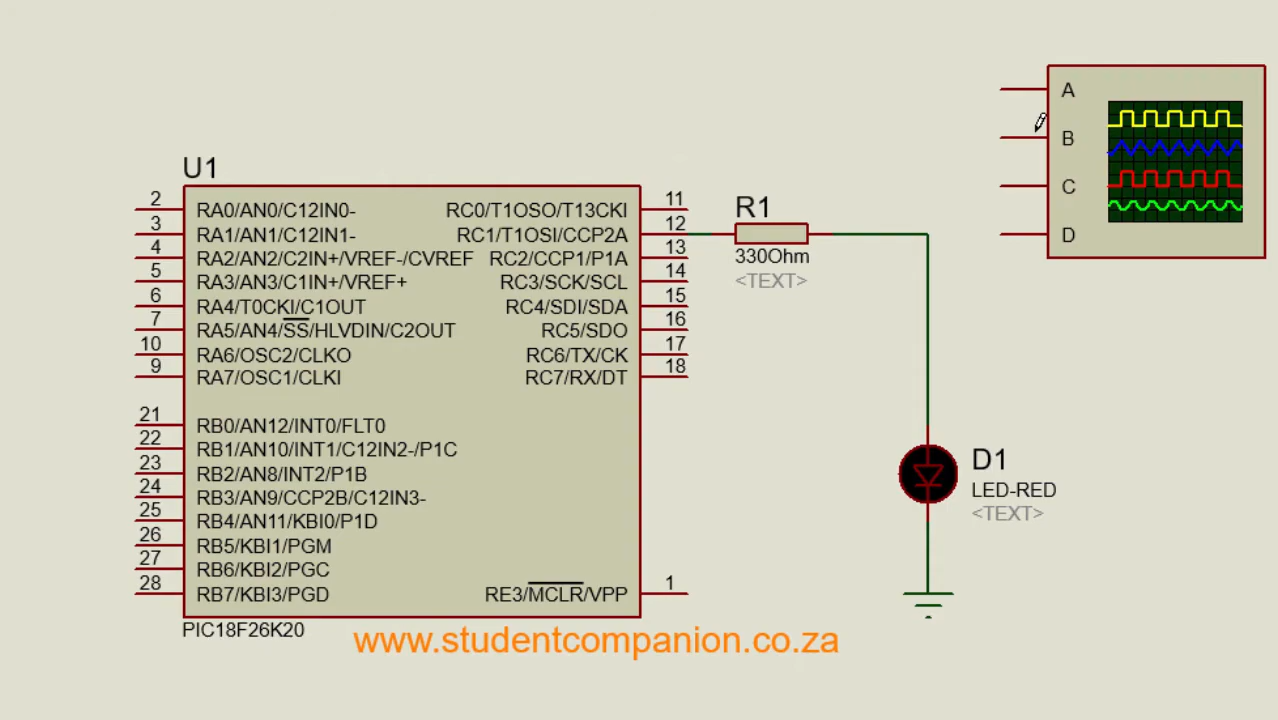 A
B
C
D
U1
2 RA0/AN0/C12IN0- RC0/T1OSO/T13CKI 11
3 RA1/AN1/C12IN1- RC1/T1OSI/CCP2A 12
4 RA2/AN2/C2IN+/VREF-/CVREF RC2/CCP1/P1A 13
5 RA3/AN3/C1IN+/VREF+ RC3/SCK/SCL 14
6 RA4/T0CKI/C1OUT RC4/SDI/SDA 15
7 RA5/AN4/SS/HLVDIN/C2OUT RC5/SDO 16
10 RA6/OSC2/CLKO RC6/TX/CK 17
9 RA7/OSC1/CLKI RC7/RX/DT 18
21 RB0/AN12/INT0/FLT0
22 RB1/AN10/INT1/C12IN2-/P1C
23 RB2/AN8/INT2/P1B
24 RB3/AN9/CCP2B/C12IN3-
25 RB4/AN11/KBI0/P1D
26 RB5/KBI1/PGM
27 RB6/KBI2/PGC
28 RB7/KBI3/PGD RE3/MCLR/VPP 1
PIC18F26K20
R1
330Ohm
<TEXT>
D1
LED-RED
<TEXT>
www.studentcompanion.co.za